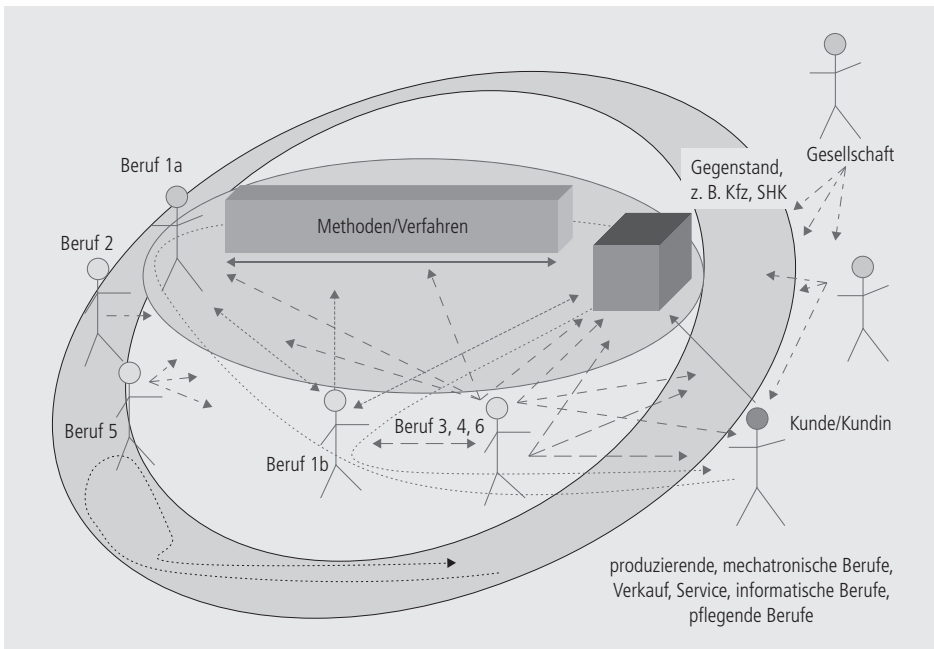 Gesellschaft
Gegenstand,
z. B. Kfz, SHK
Beruf 1a
Methoden/Verfahren
Beruf 2
Beruf 5
Beruf 3, 4, 6
Beruf 1b
Kunde/Kundin
produzierende, mechatronische Berufe,
Verkauf, Service, informatische Berufe,
pflegende Berufe